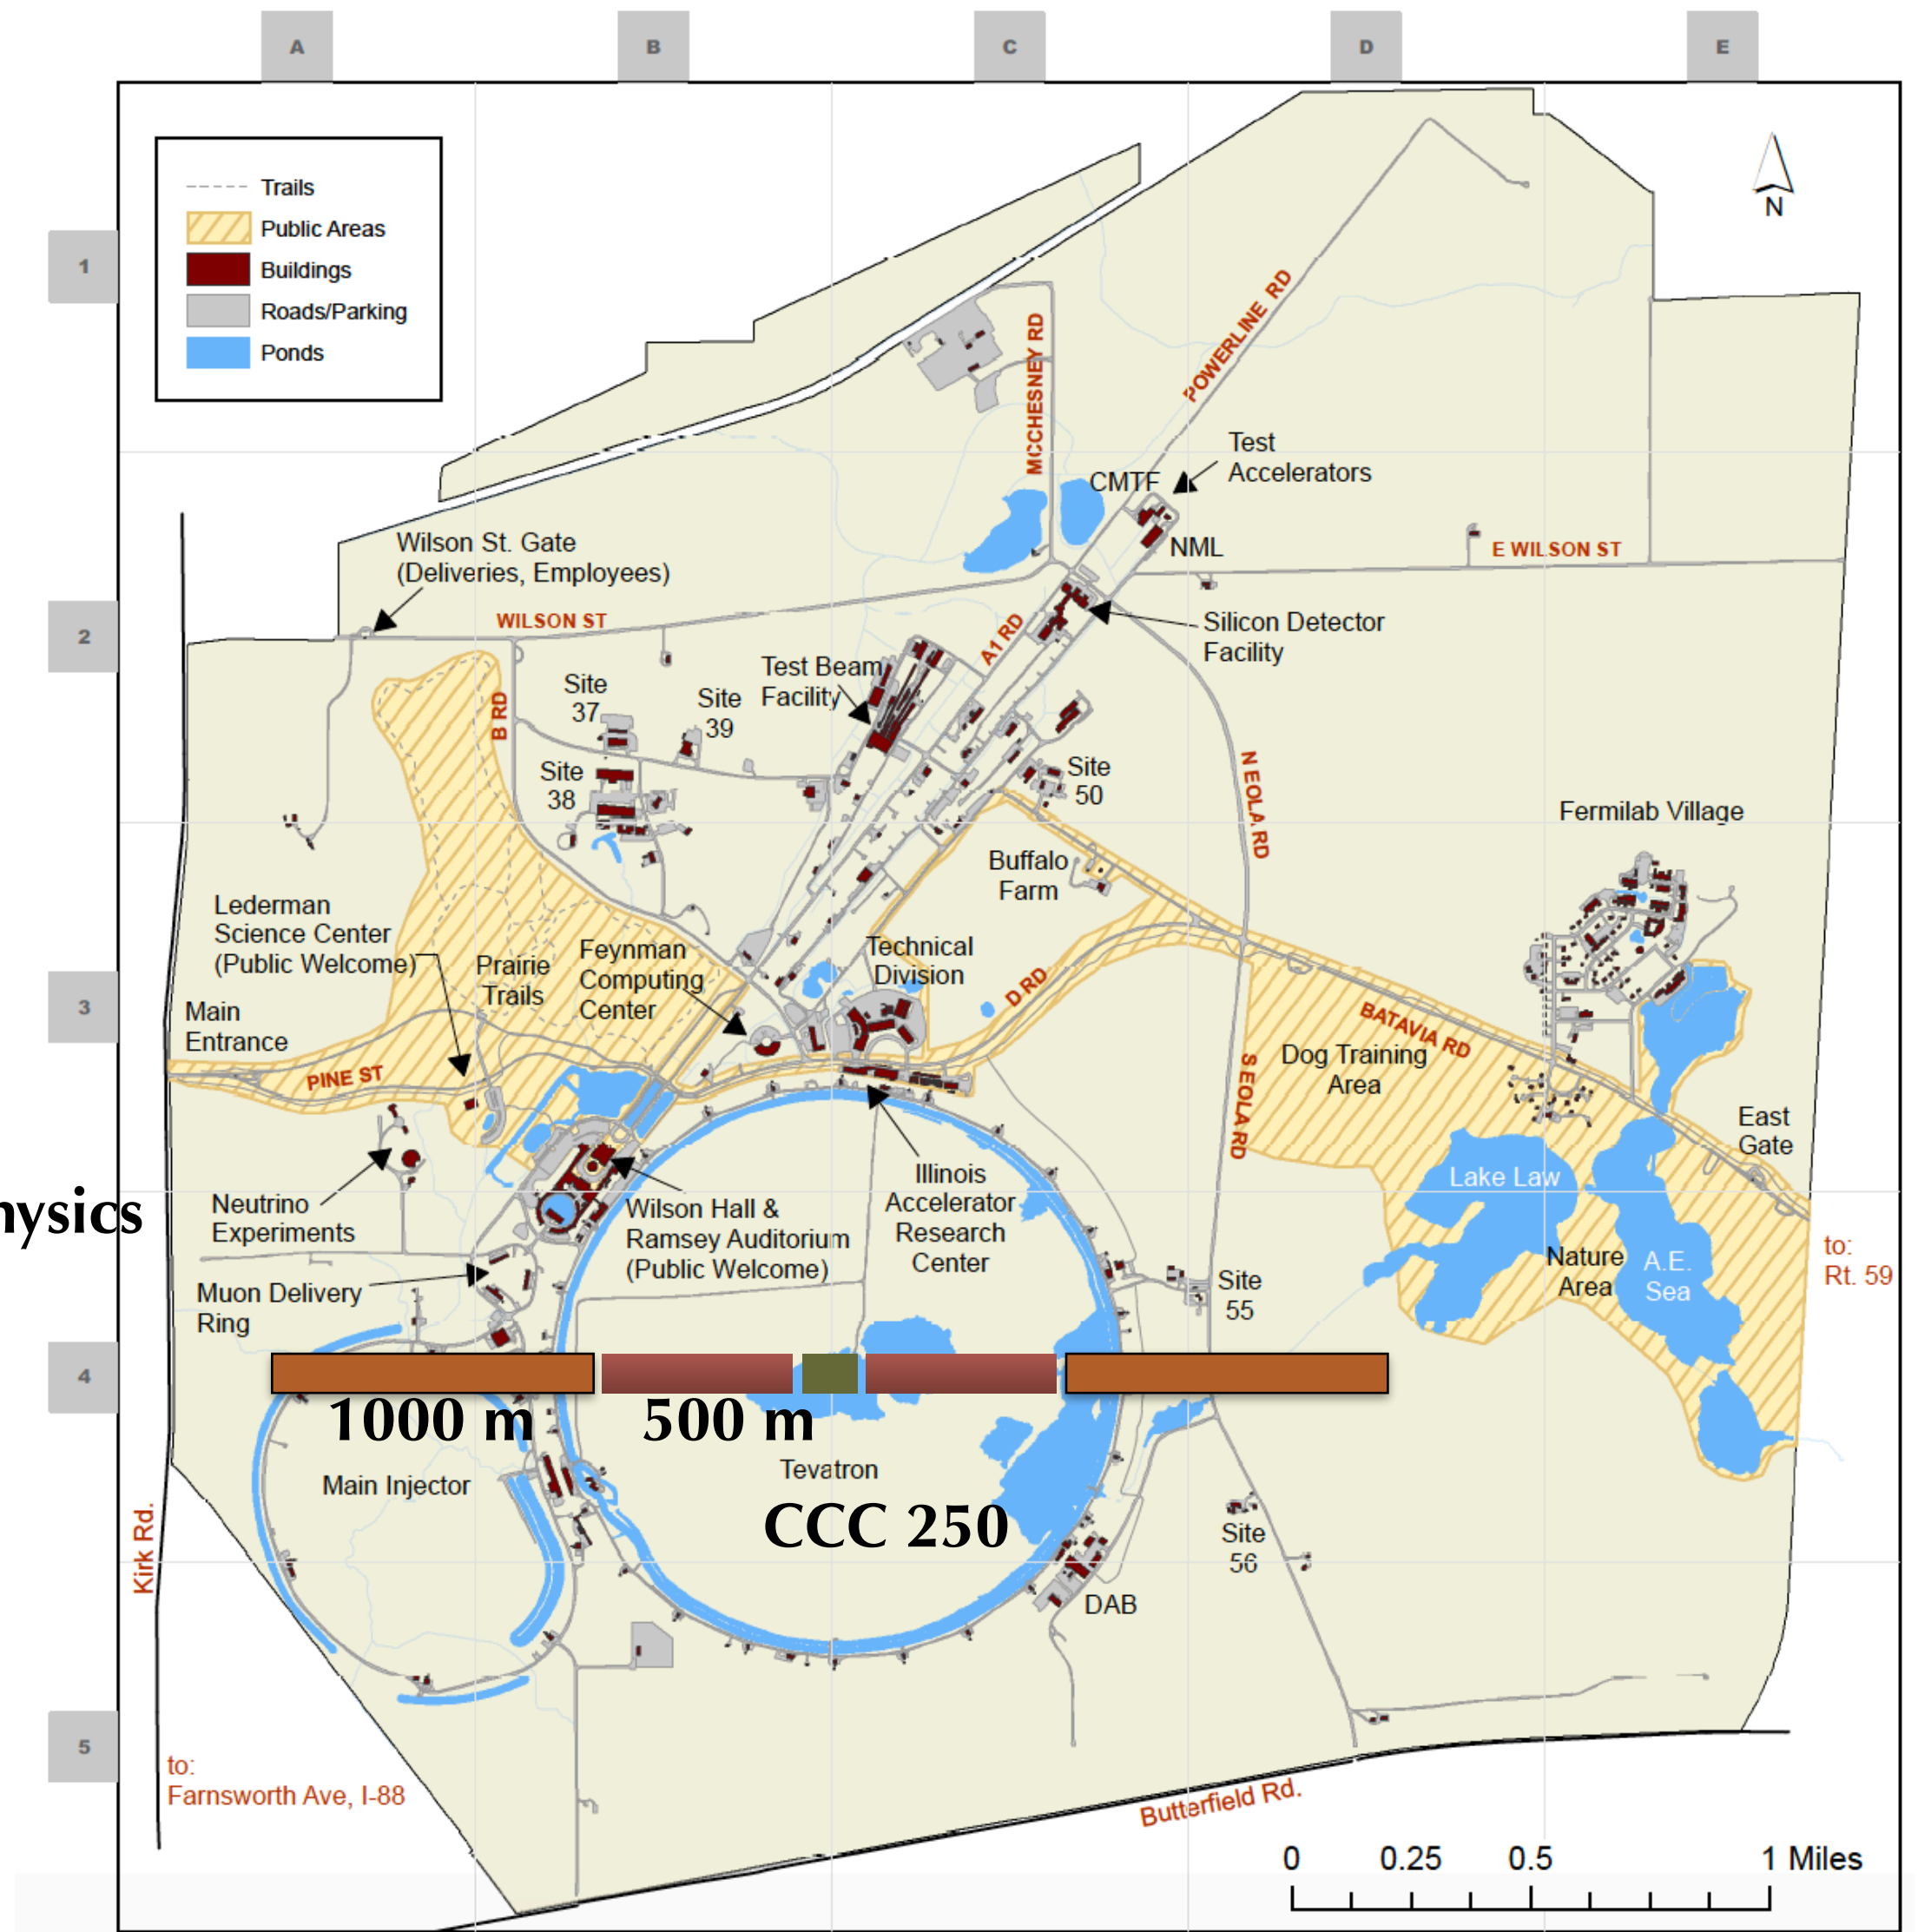 A
B
C
D
E
1
2
3
4
5
Trails
Public Areas
Buildings
Roads/Parking
Ponds
N
MCCHESNEY RD
POWERLINE RD
Test
Accelerators
CMTF
NML
E WILSON ST
Wilson St. Gate
(Deliveries, Employees)
WILSON ST
A1 RD
Silicon Detector
Facility
Test Beam
Facility
Site
37
Site
39
B RD
Site
38
Site
50
N EOLA RD
Fermilab Village
Buffalo
Farm
Lederman
Science Center
(Public Welcome)
Prairie
Trails
Feynman
Computing
Center
Technical
Division
D RD
Main
Entrance
PINE ST
BATAVIA RD
Dog Training
Area
S EOLA RD
East
Gate
Lake Law
Illinois
Accelerator
Research
Center
Neutrino
Experiments
hysics
Wilson Hall &
Ramsey Auditorium
(Public Welcome)
Nature
Area
A.E.
Sea
to:
Rt. 59
Muon Delivery
Ring
Site
55
1000 m
500 m
Tevatron
CCC 250
Main Injector
Kirk Rd.
Site
56
DAB
to:
Farnsworth Ave, I-88
Butterfield Rd.
0 0.25 0.5 1 Miles